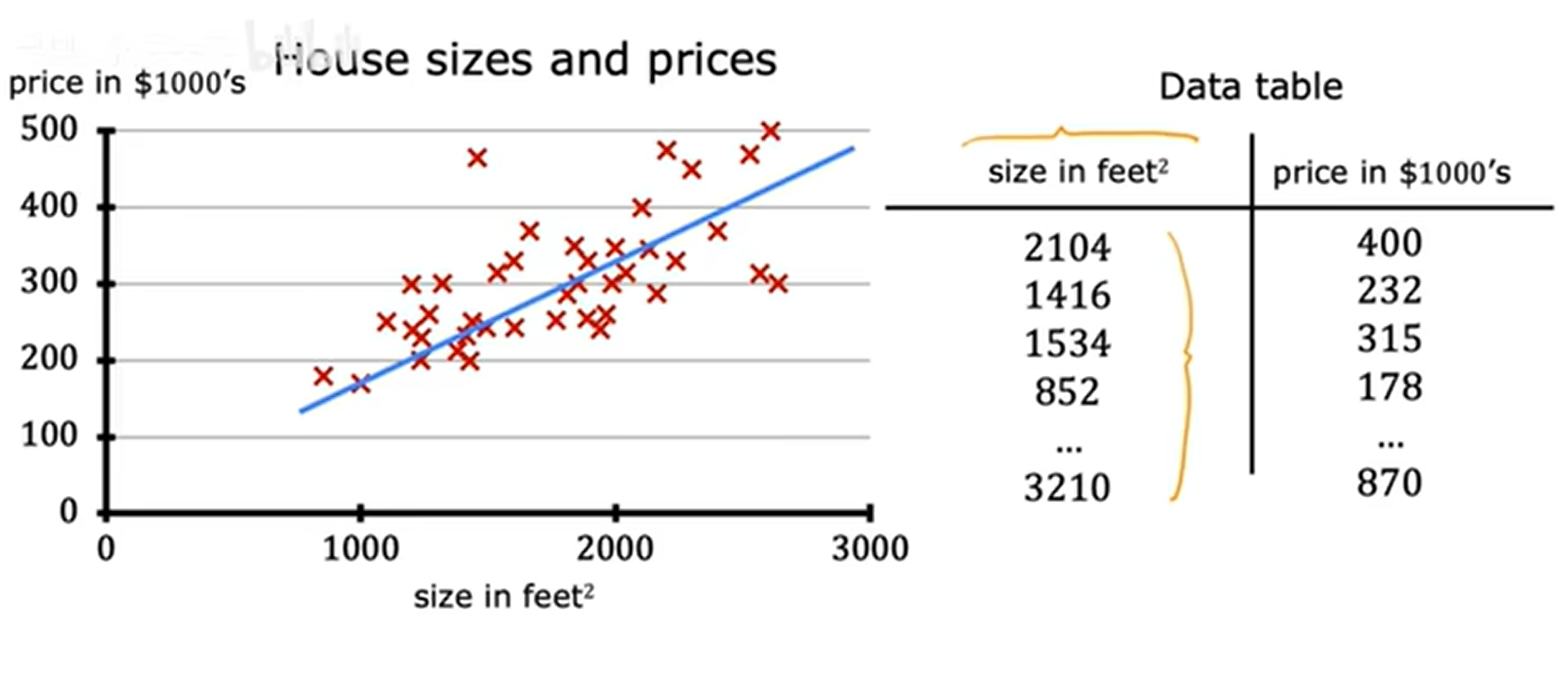 House sizes and prices
price in $1000's
500
400
300
200
100
0
0 1000 2000 3000
size in feet²
Data table
size in feet² price in $1000's
2104 400
1416 232
1534 315
852 178
... ...
3210 870